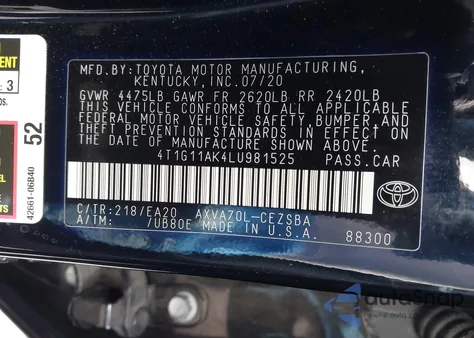 MFD.BY:TOYOTA MOTOR MANUFACTURING,
KENTUCKY, INC.07/20
GVWR 4475LB GAWR FR 2620LB RR 2420LB
THIS VEHICLE CONFORMS TO ALL APPLICABLE
FEDERAL MOTOR VEHICLE SAFETY, BUMPER, AND
THEFT PREVENTION STANDARDS IN EFFECT ON
THE DATE OF MANUFACTURE SHOWN ABOVE.
4T1G11AK4LU981525 PASS.CAR
C/TR:218/EA20 AXVA70L-CEZSBA
A/TM: /UB80E MADE IN U.S.A.
88300
3
52
42661-06B40
autosnap